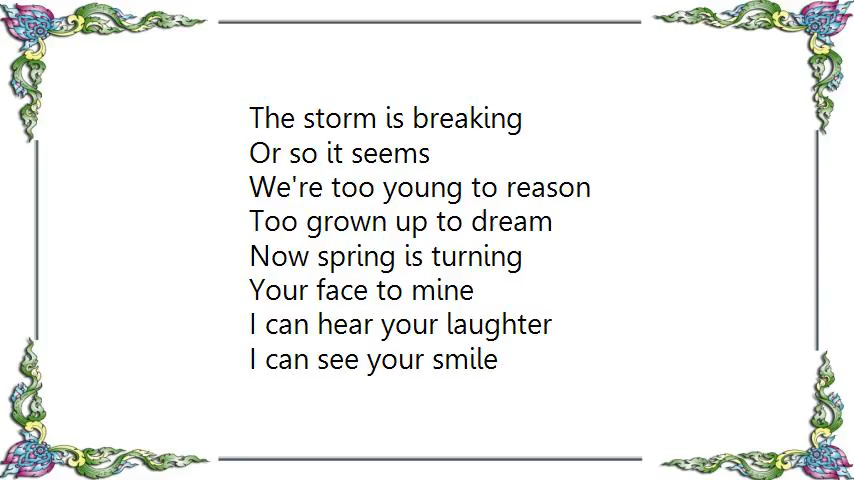 The storm is breaking
Or so it seems
We're too young to reason
Too grown up to dream
Now spring is turning
Your face to mine
I can hear your laughter
I can see your smile